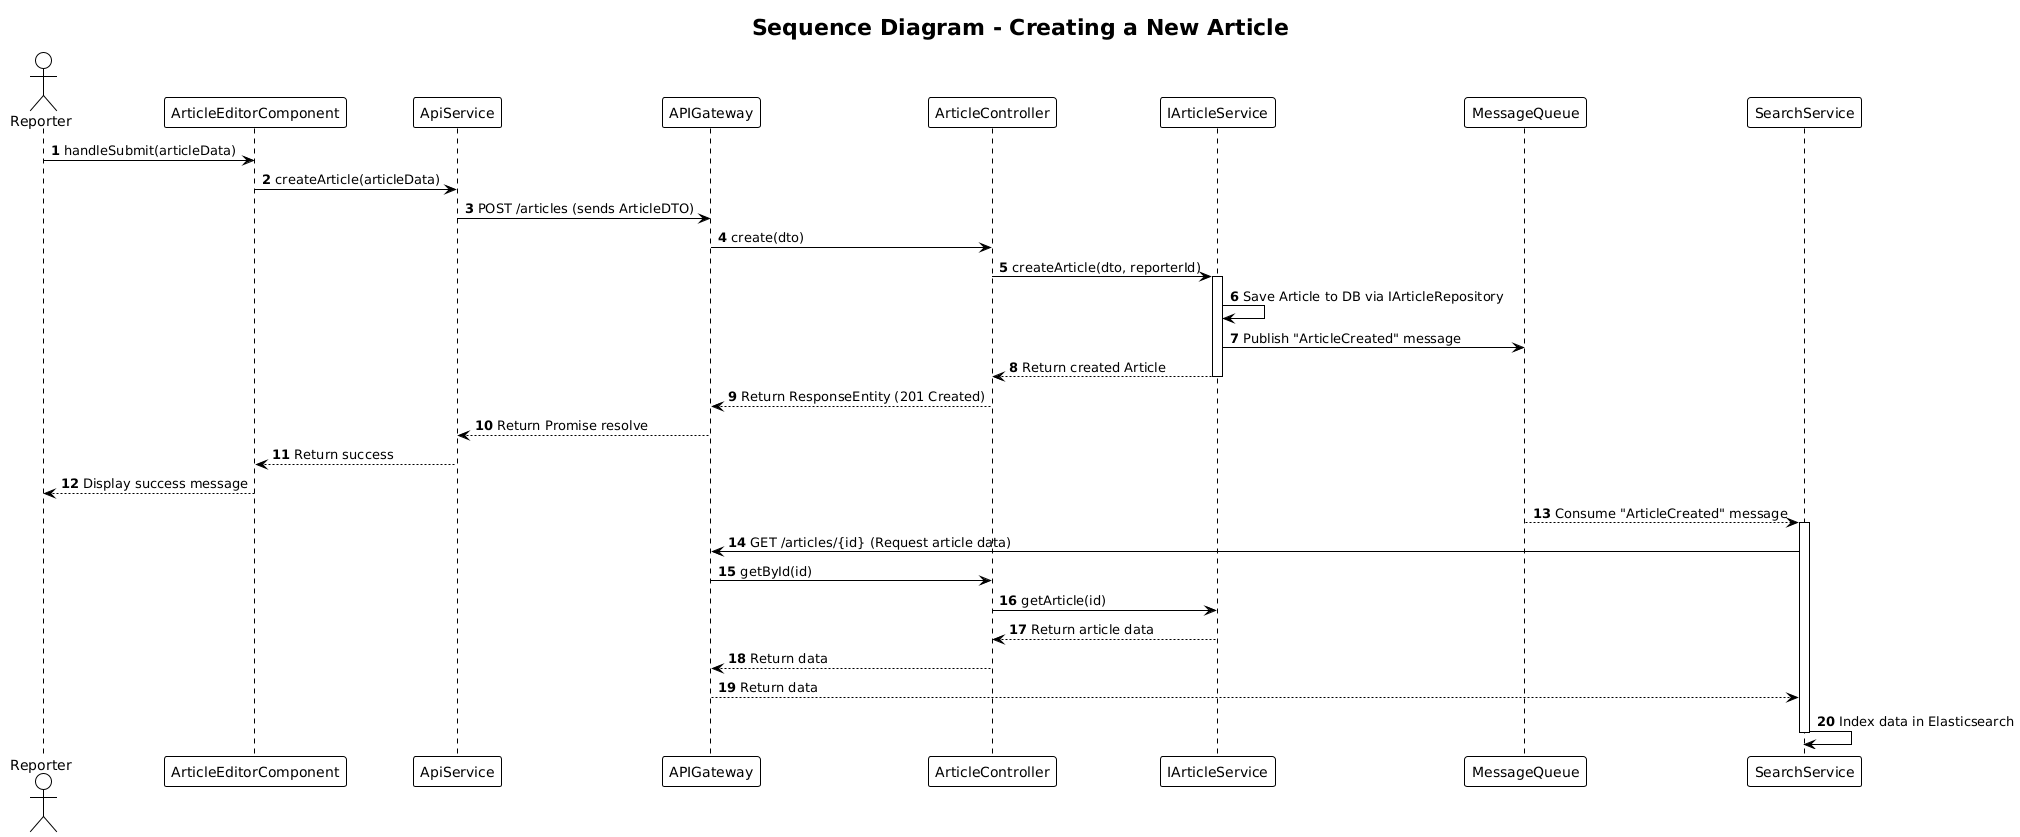 Sequence Diagram - Creating a New Article
Reporter
ArticleEditorComponent
ApiService
APIGateway
ArticleController
IArticleService
MessageQueue
SearchService
1 handleSubmit(articleData)
2 createArticle(articleData)
3 POST /articles (sends ArticleDTO)
4 create(dto)
5 createArticle(dto, reporterId)
6 Save Article to DB via IArticleRepository
7 Publish "ArticleCreated" message
8 Return created Article
9 Return ResponseEntity (201 Created)
10 Return Promise resolve
11 Return success
12 Display success message
13 Consume "ArticleCreated" message
14 GET /articles/{id} (Request article data)
15 getById(id)
16 getArticle(id)
17 Return article data
18 Return data
19 Return data
20 Index data in Elasticsearch
Reporter
ArticleEditorComponent
ApiService
APIGateway
ArticleController
IArticleService
MessageQueue
SearchService